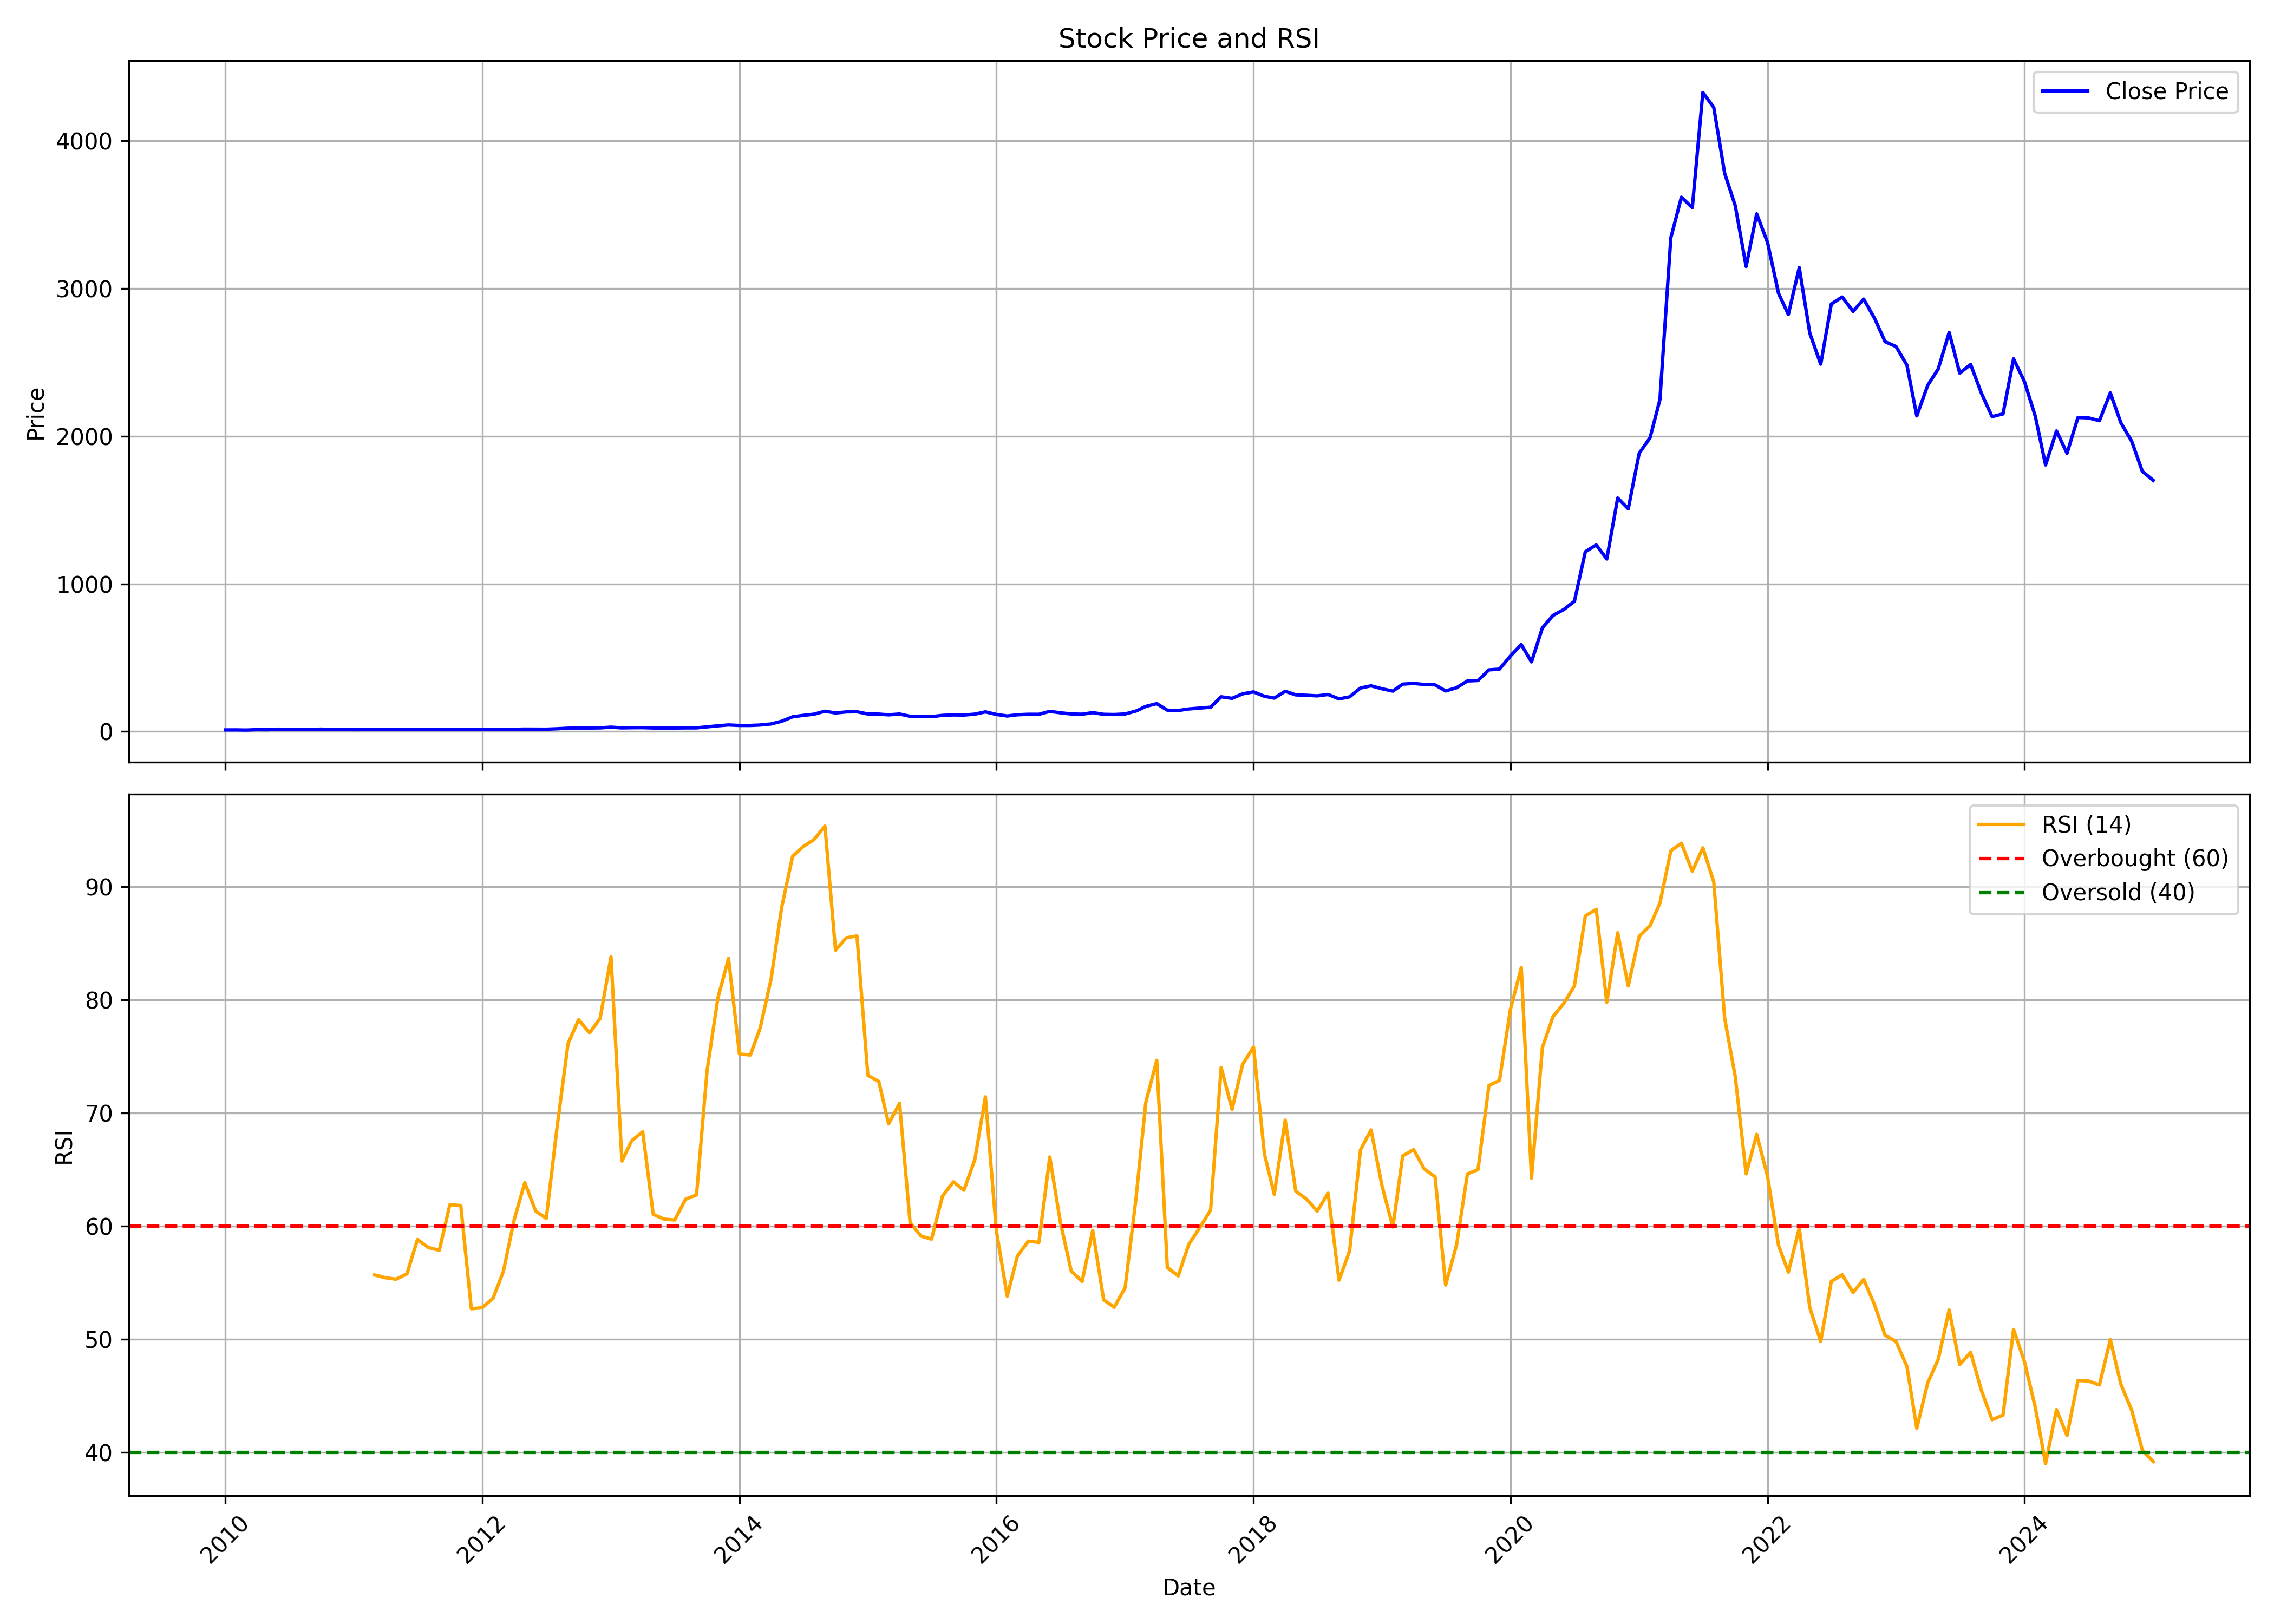 Stock Price and RSI
Close Price
4000
3000
2000
1000
0
Price
RSI (14)
Overbought (60)
Oversold (40)
90
80
70
60
50
40
RSI
2010
2012
2014
2016
2018
2020
2022
2024
Date